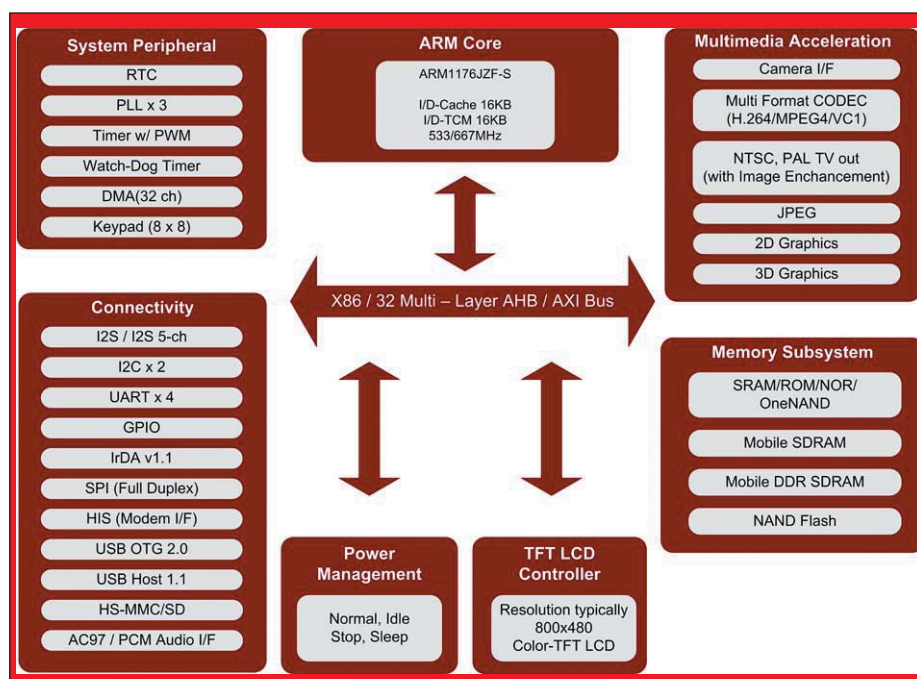 System Peripheral
RTC
PLL x 3
Timer w/ PWM
Watch-Dog Timer
DMA(32 ch)
Keypad (8 x 8)
ARM Core
ARM1176JZF-S
I/D-Cache 16KB
I/D-TCM 16KB
533/667MHz
Multimedia Acceleration
Camera I/F
Multi Format CODEC
(H.264/MPEG4/VC1)
NTSC, PAL TV out
(with Image Enchancement)
JPEG
2D Graphics
3D Graphics
X86 / 32 Multi – Layer AHB / AXI Bus
Connectivity
I2S / I2S 5-ch
I2C x 2
UART x 4
GPIO
IrDA v1.1
SPI (Full Duplex)
HIS (Modem I/F)
USB OTG 2.0
USB Host 1.1
HS-MMC/SD
AC97 / PCM Audio I/F
Power
Management
Normal, Idle
Stop, Sleep
TFT LCD
Controller
Resolution typically
800x480
Color-TFT LCD
Memory Subsystem
SRAM/ROM/NOR/
OneNAND
Mobile SDRAM
Mobile DDR SDRAM
NAND Flash